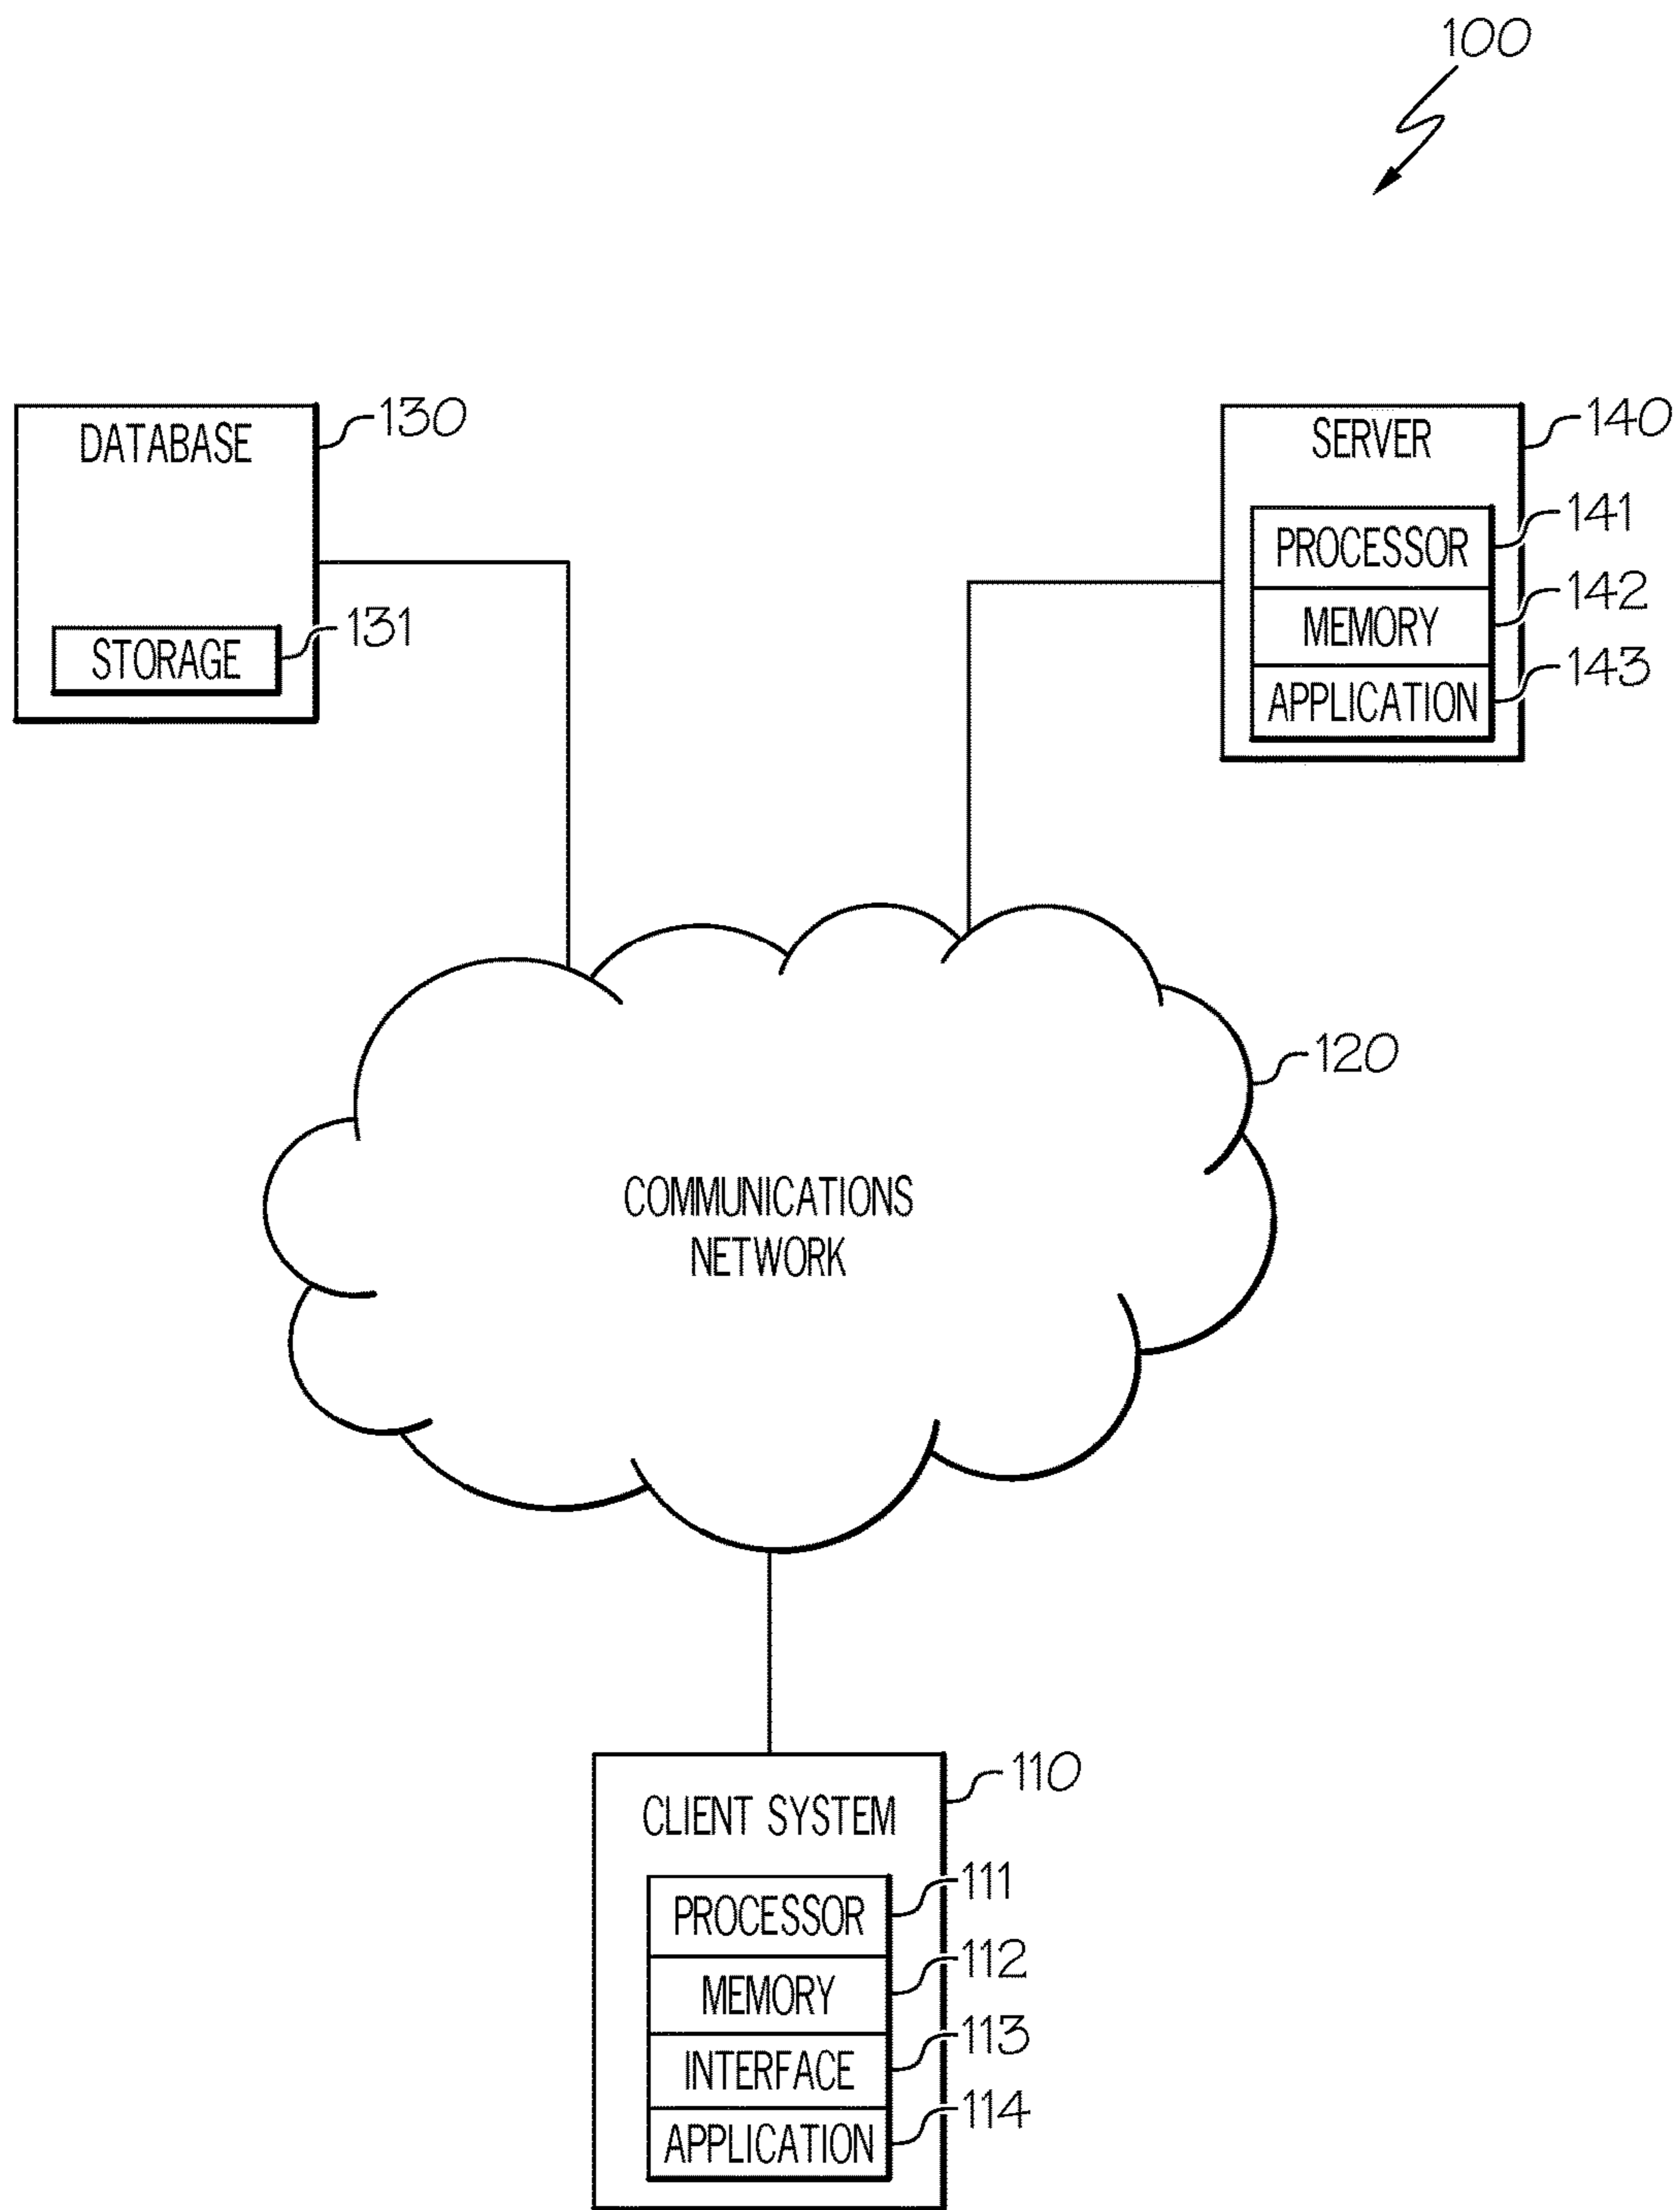 100
DATABASE
130
STORAGE
131
SERVER
140
PROCESSOR
141
MEMORY
142
APPLICATION
143
120
COMMUNICATIONS
NETWORK
CLIENT SYSTEM
110
PROCESSOR
111
MEMORY
112
INTERFACE
113
APPLICATION
114